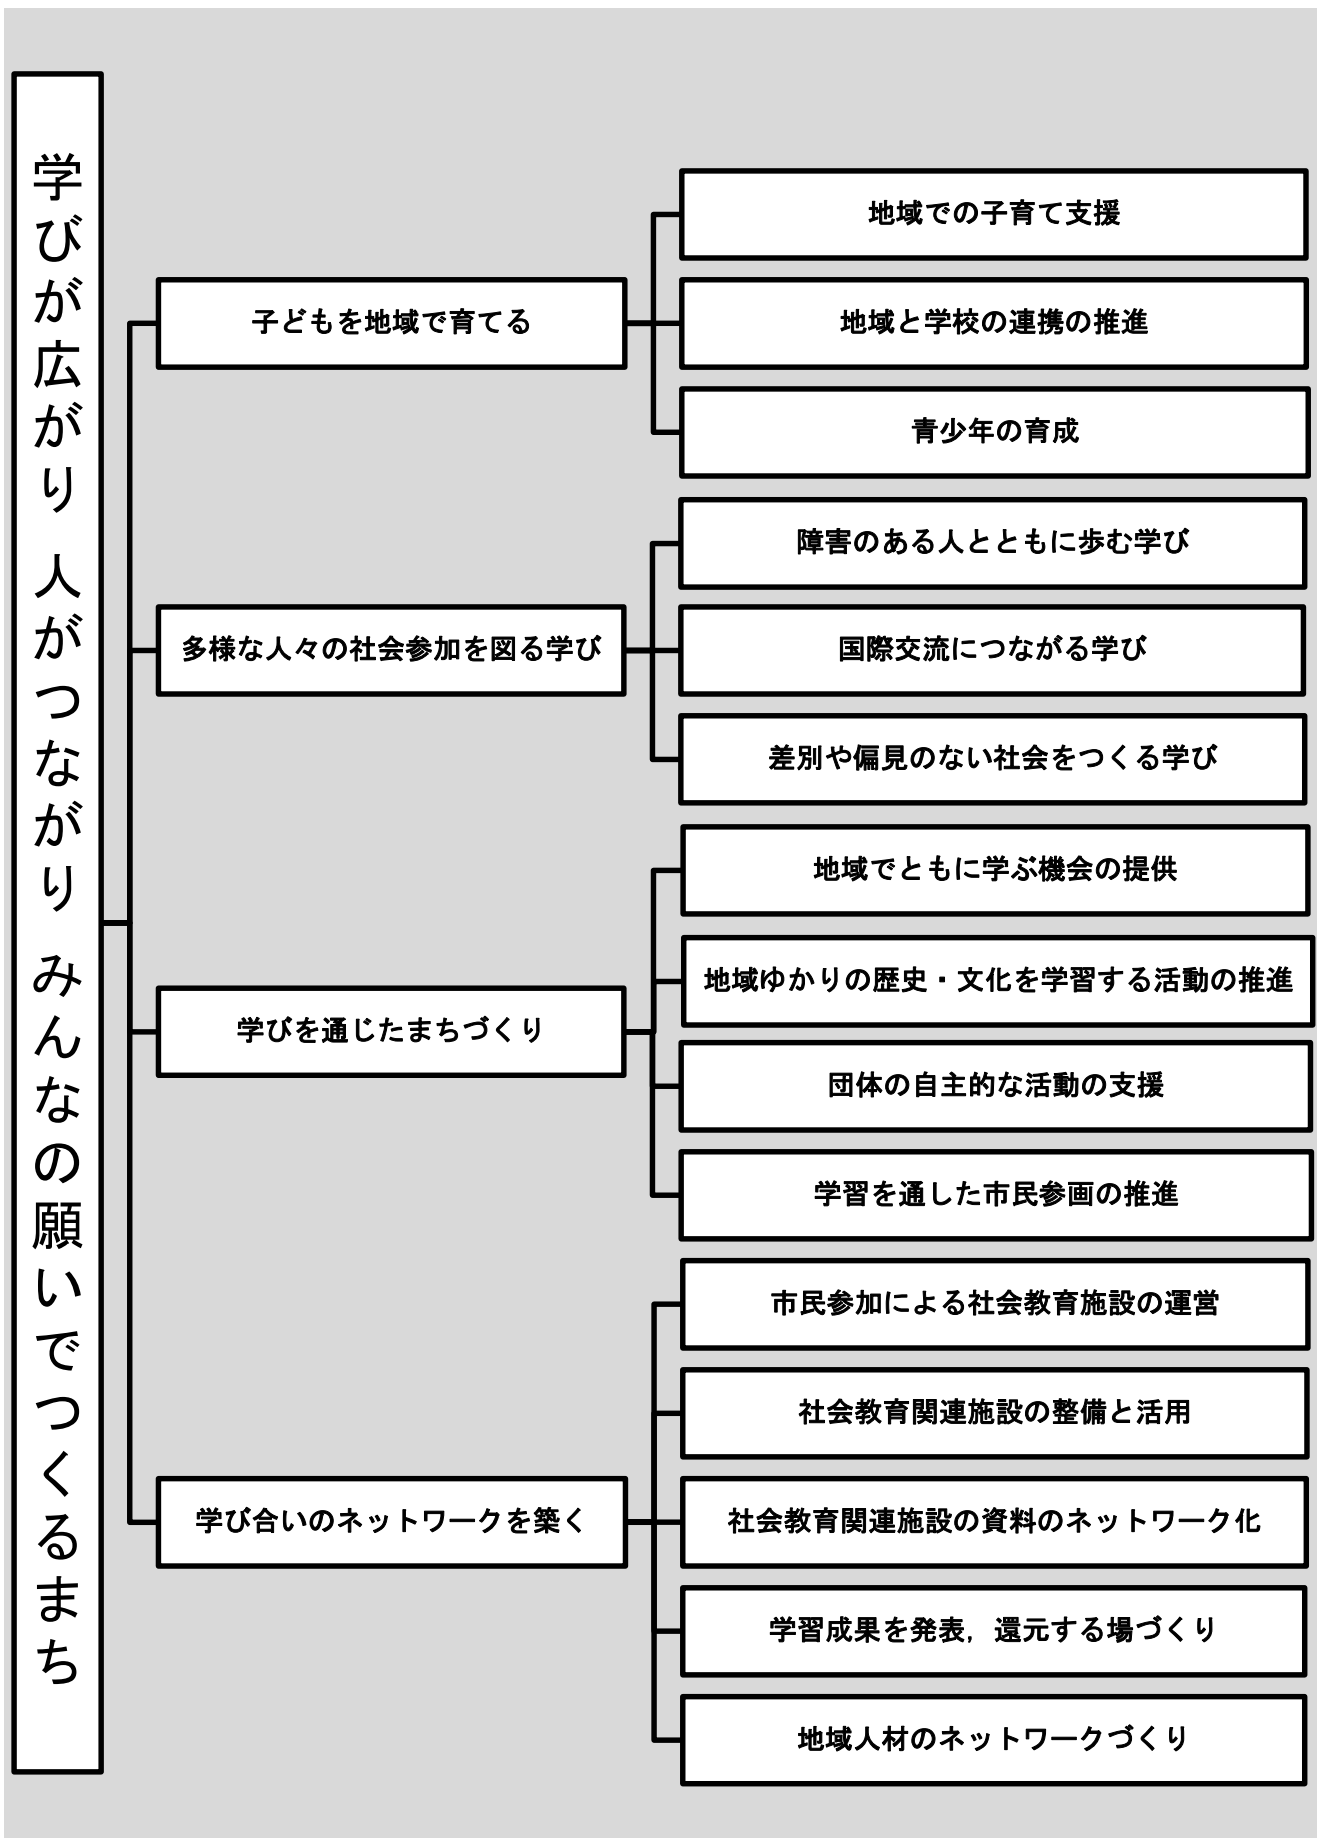 学びが広がり 人がつながり みんなの願いでつくるまち
子どもを地域で育てる
地域での子育て支援
地域と学校の連携の推進
青少年の育成
多様な人々の社会参加を図る学び
障害のある人とともに歩む学び
国際交流につながる学び
差別や偏見のない社会をつくる学び
学びを通じたまちづくり
地域でともに学ぶ機会の提供
地域ゆかりの歴史・文化を学習する活動の推進
団体の自主的な活動の支援
学習を通した市民参画の推進
学び合いのネットワークを築く
市民参加による社会教育施設の運営
社会教育関連施設の整備と活用
社会教育関連施設の資料のネットワーク化
学習成果を発表，還元する場づくり
地域人材のネットワークづくり